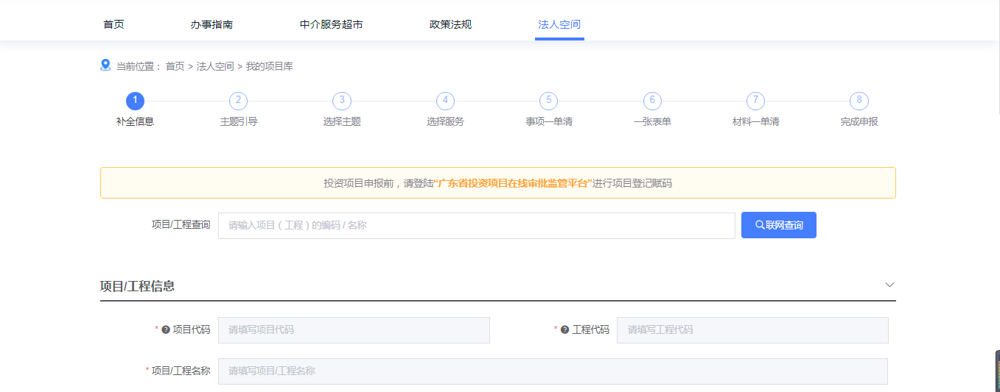 首页 办事指南 中介服务超市 政策法规 法人空间
当前位置： 首页 > 法人空间 > 我的项目库
1 2 3 4 5 6 7 8
补全信息 主题引导 选择主题 选择服务 事项一单清 一张表单 材料一单清 完成申报
投资项目申报前，请登陆“广东省投资项目在线审批监管平台”进行项目登记赋码
项目/工程查询 请输入项目（工程）的编码 / 名称 联网查询
项目/工程信息
* ? 项目代码 请填写项目代码 * ? 工程代码 请填写工程代码
* 项目/工程名称 请填写项目/工程名称